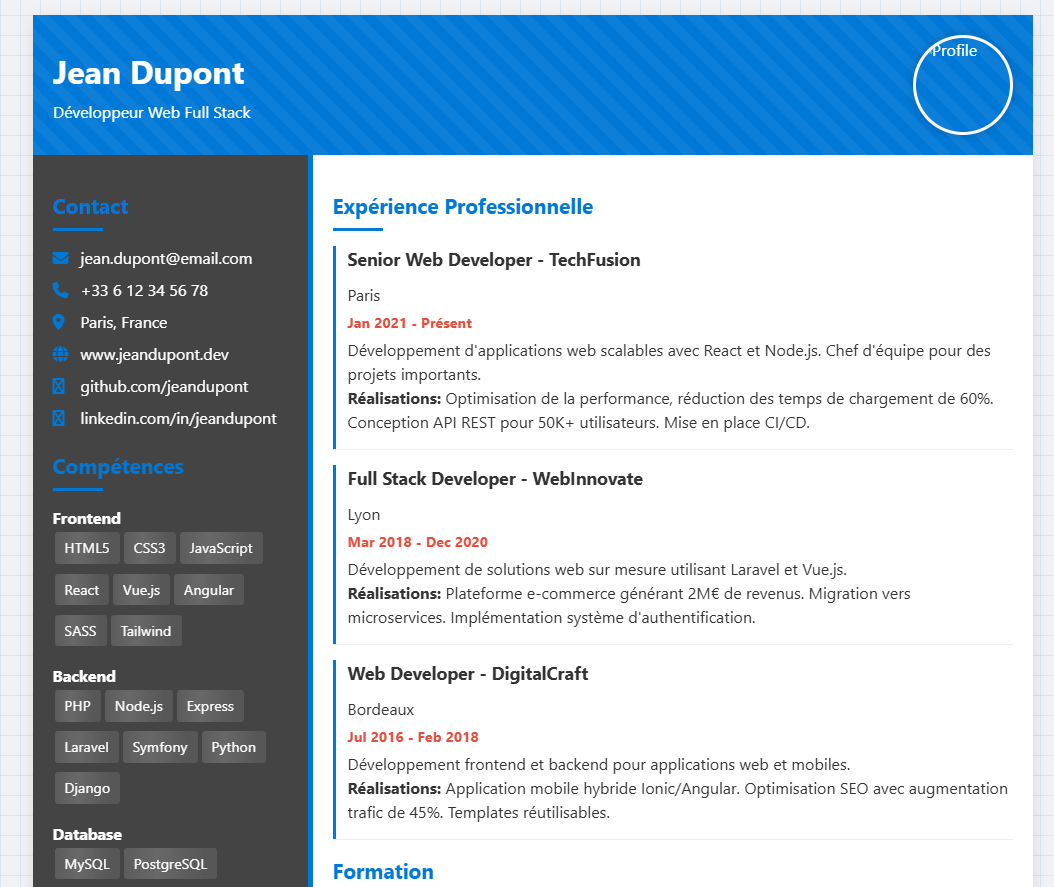 Jean Dupont
Développeur Web Full Stack
Profile
Contact
jean.dupont@email.com
+33 6 12 34 56 78
Paris, France
www.jeandupont.dev
github.com/jeandupont
linkedin.com/in/jeandupont
Compétences
Frontend
HTML5 CSS3 JavaScript
React Vue.js Angular
SASS Tailwind
Backend
PHP Node.js Express
Laravel Symfony Python
Django
Database
MySQL PostgreSQL
Expérience Professionnelle
Senior Web Developer - TechFusion
Paris
Jan 2021 - Présent
Développement d'applications web scalables avec React et Node.js. Chef d'équipe pour des
projets importants.
Réalisations: Optimisation de la performance, réduction des temps de chargement de 60%.
Conception API REST pour 50K+ utilisateurs. Mise en place CI/CD.
Full Stack Developer - WebInnovate
Lyon
Mar 2018 - Dec 2020
Développement de solutions web sur mesure utilisant Laravel et Vue.js.
Réalisations: Plateforme e-commerce générant 2M€ de revenus. Migration vers
microservices. Implémentation système d'authentification.
Web Developer - DigitalCraft
Bordeaux
Jul 2016 - Feb 2018
Développement frontend et backend pour applications web et mobiles.
Réalisations: Application mobile hybride Ionic/Angular. Optimisation SEO avec augmentation
trafic de 45%. Templates réutilisables.
Formation